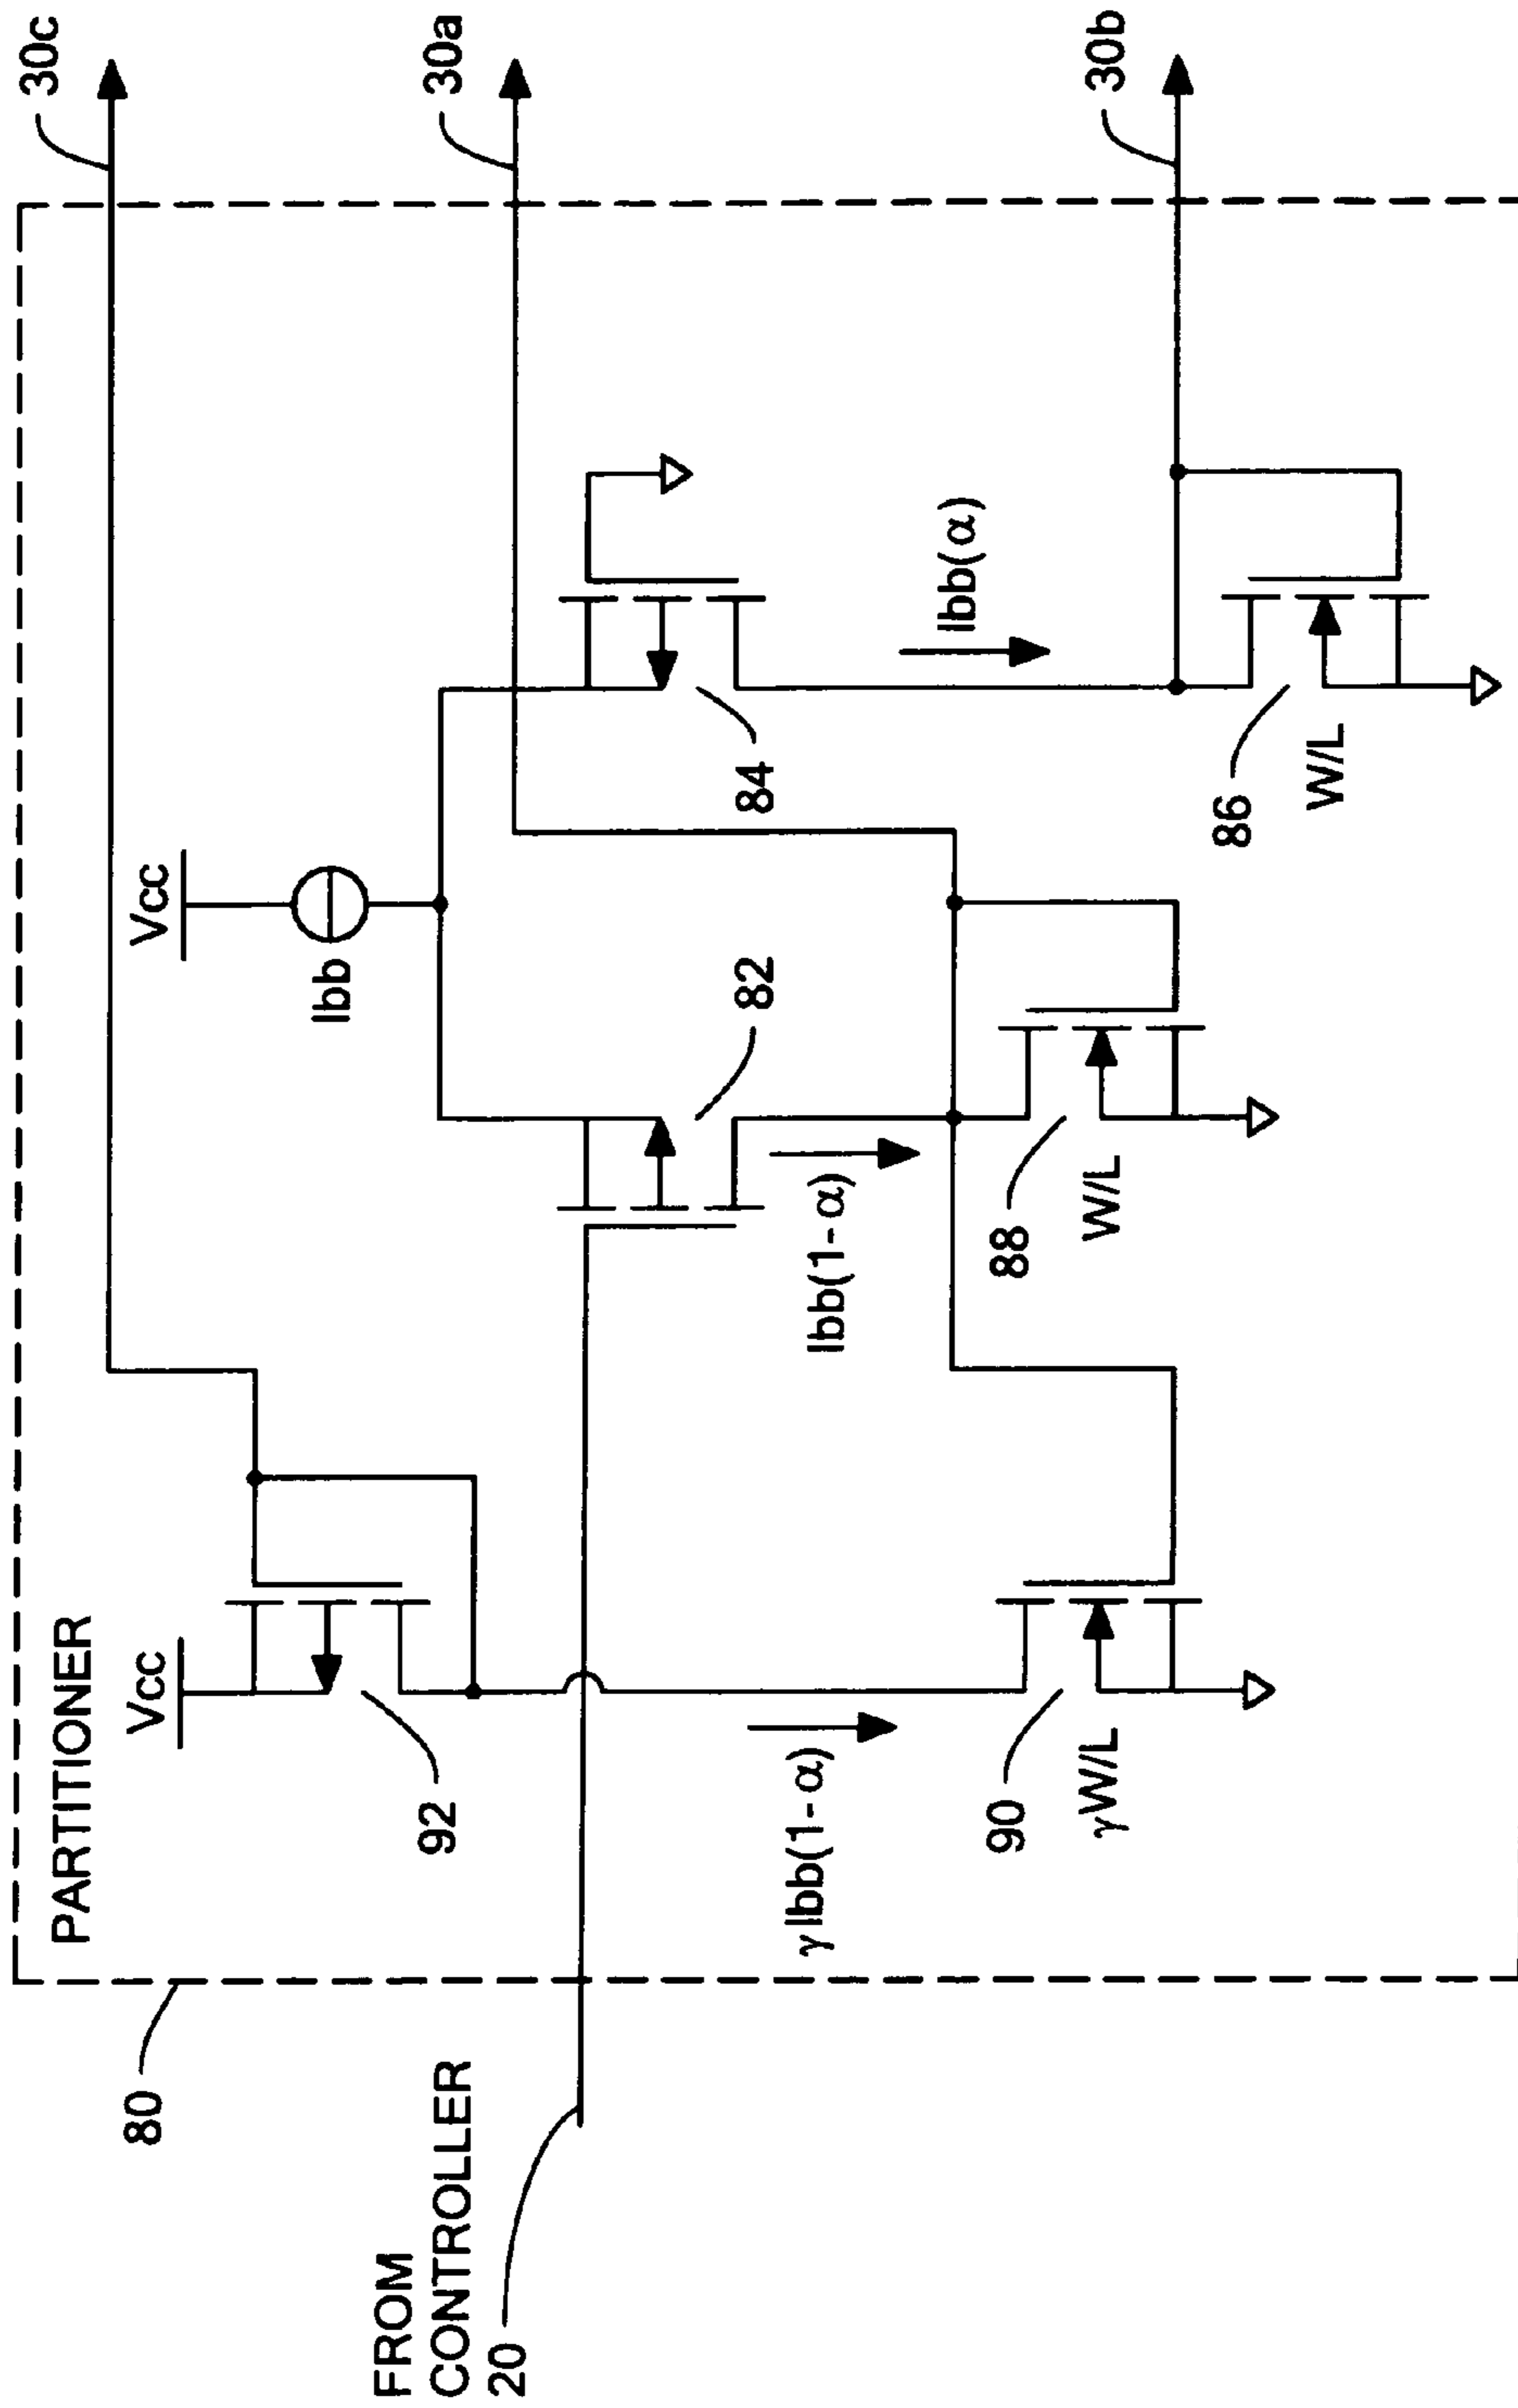 80
PARTITIONER
30c
Vcc
Vcc
Ibb
92
30a
FROM
CONTROLLER
20
82
84
γIbb(1-α)
Ibb(1-α)
Ibb(α)
90
γW/L
88
W/L
86
W/L
30b